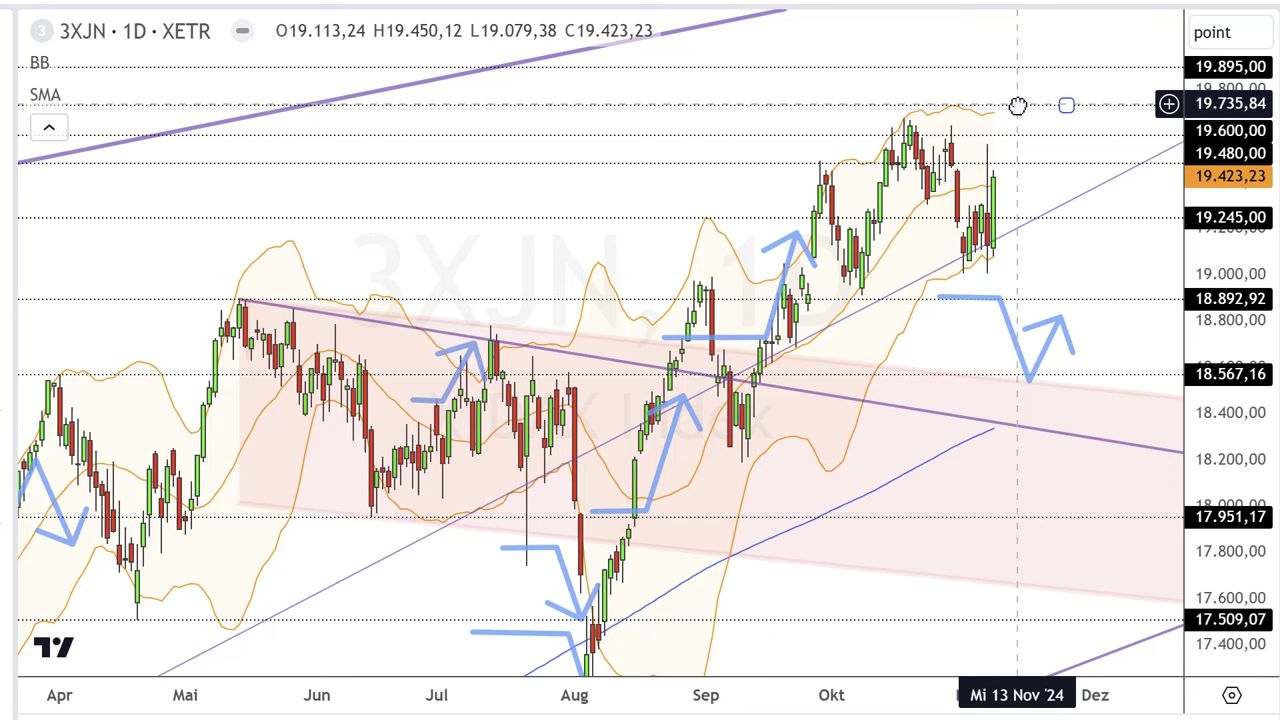 3 3XJN · 1D · XETR O19.113,24 H19.450,12 L19.079,38 C19.423,23
BB
SMA
point
19.895,00
19.735,84
19.600,00
19.480,00
19.423,23
19.245,00
19.000,00
18.892,92
18.800,00
18.567,16
18.400,00
18.200,00
17.951,17
17.800,00
17.600,00
17.509,07
17.400,00
3XJN, 1D
Index
Apr Mai Jun Jul Aug Sep Okt Mi 13 Nov '24 Dez